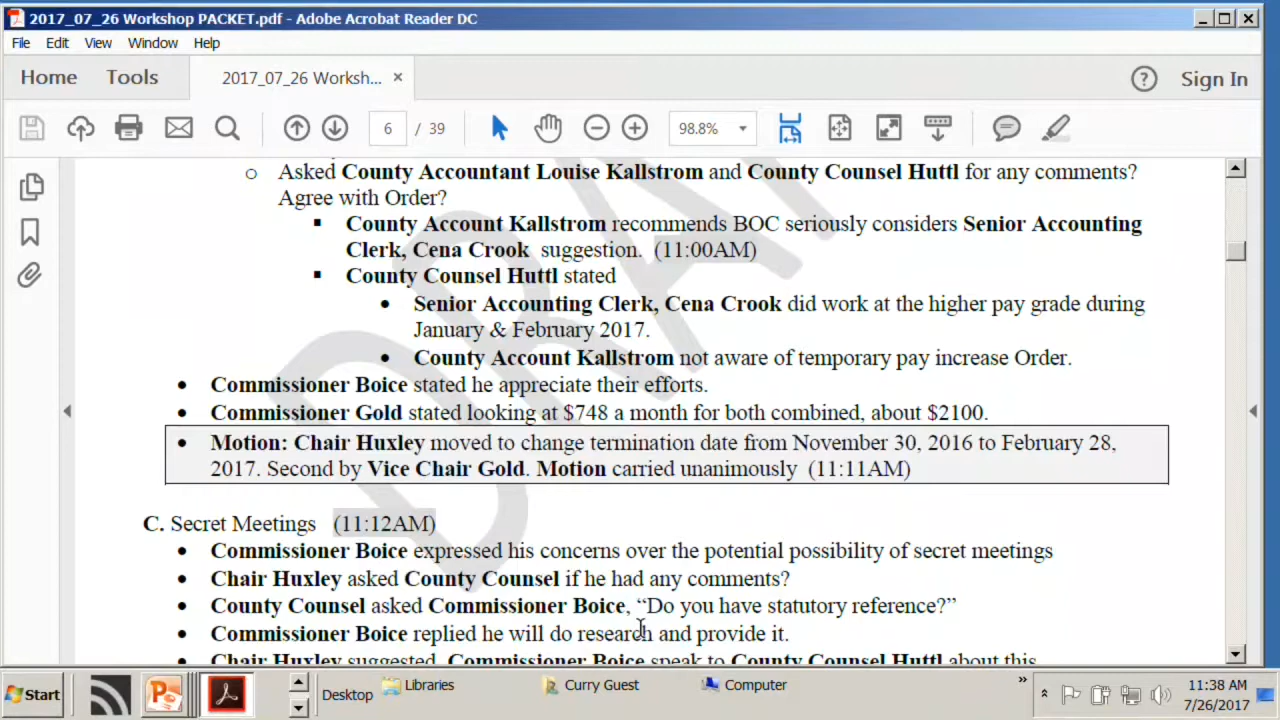 2017_07_26 Workshop PACKET.pdf - Adobe Acrobat Reader DC
File Edit View Window Help
Home Tools 2017_07_26 Worksh... × Sign In
6 / 39 98.8%
DRAFT
o Asked County Accountant Louise Kallstrom and County Counsel Huttl for any comments?
Agree with Order?
▪ County Account Kallstrom recommends BOC seriously considers Senior Accounting
Clerk, Cena Crook suggestion. (11:00AM)
▪ County Counsel Huttl stated
• Senior Accounting Clerk, Cena Crook did work at the higher pay grade during
January & February 2017.
• County Account Kallstrom not aware of temporary pay increase Order.
• Commissioner Boice stated he appreciate their efforts.
• Commissioner Gold stated looking at $748 a month for both combined, about $2100.
• Motion: Chair Huxley moved to change termination date from November 30, 2016 to February 28,
2017. Second by Vice Chair Gold. Motion carried unanimously (11:11AM)
C. Secret Meetings (11:12AM)
• Commissioner Boice expressed his concerns over the potential possibility of secret meetings
• Chair Huxley asked County Counsel if he had any comments?
• County Counsel asked Commissioner Boice, “Do you have statutory reference?”
• Commissioner Boice replied he will do research and provide it.
• Chair Huxley suggested, Commissioner Boice speak to County Counsel Huttl about this
Start Desktop Libraries Curry Guest Computer » 11:38 AM
7/26/2017